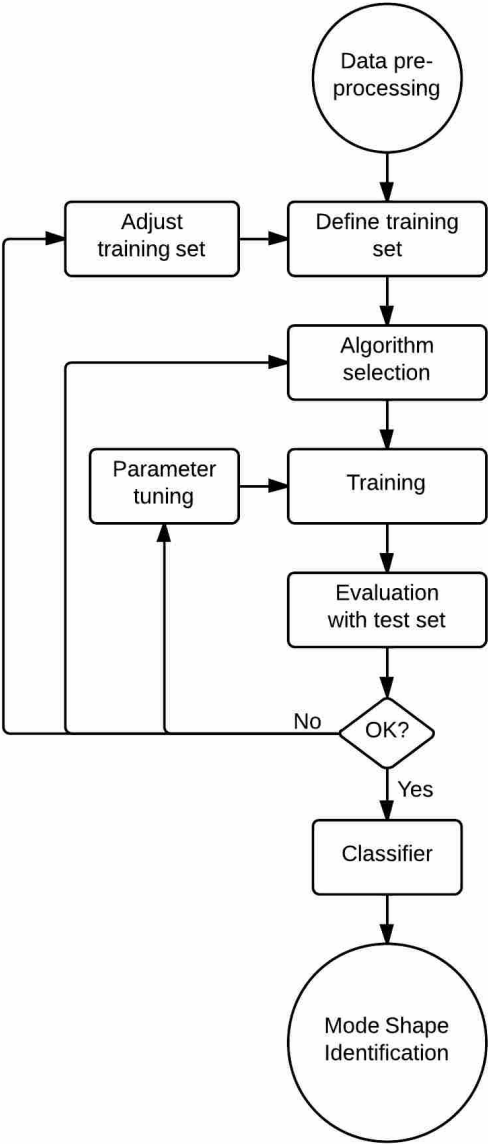 Data pre-
processing
Adjust
training set
Define training
set
Algorithm
selection
Parameter
tuning
Training
Evaluation
with test set
No
OK?
Yes
Classifier
Mode Shape
Identification